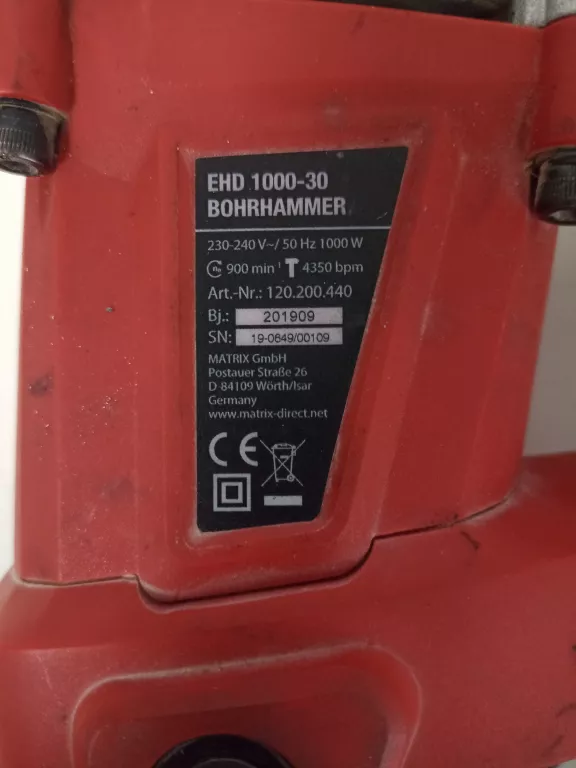 EHD 1000-30
BOHRHAMMER
230-240 V~/ 50 Hz 1000 W
n₀ 900 min⁻¹ 4350 bpm
Art.-Nr.: 120.200.440
Bj.: 201909
SN: 19-0649/00109
MATRIX GmbH
Postauer Straße 26
D-84109 Wörth/Isar
Germany
www.matrix-direct.net
CE